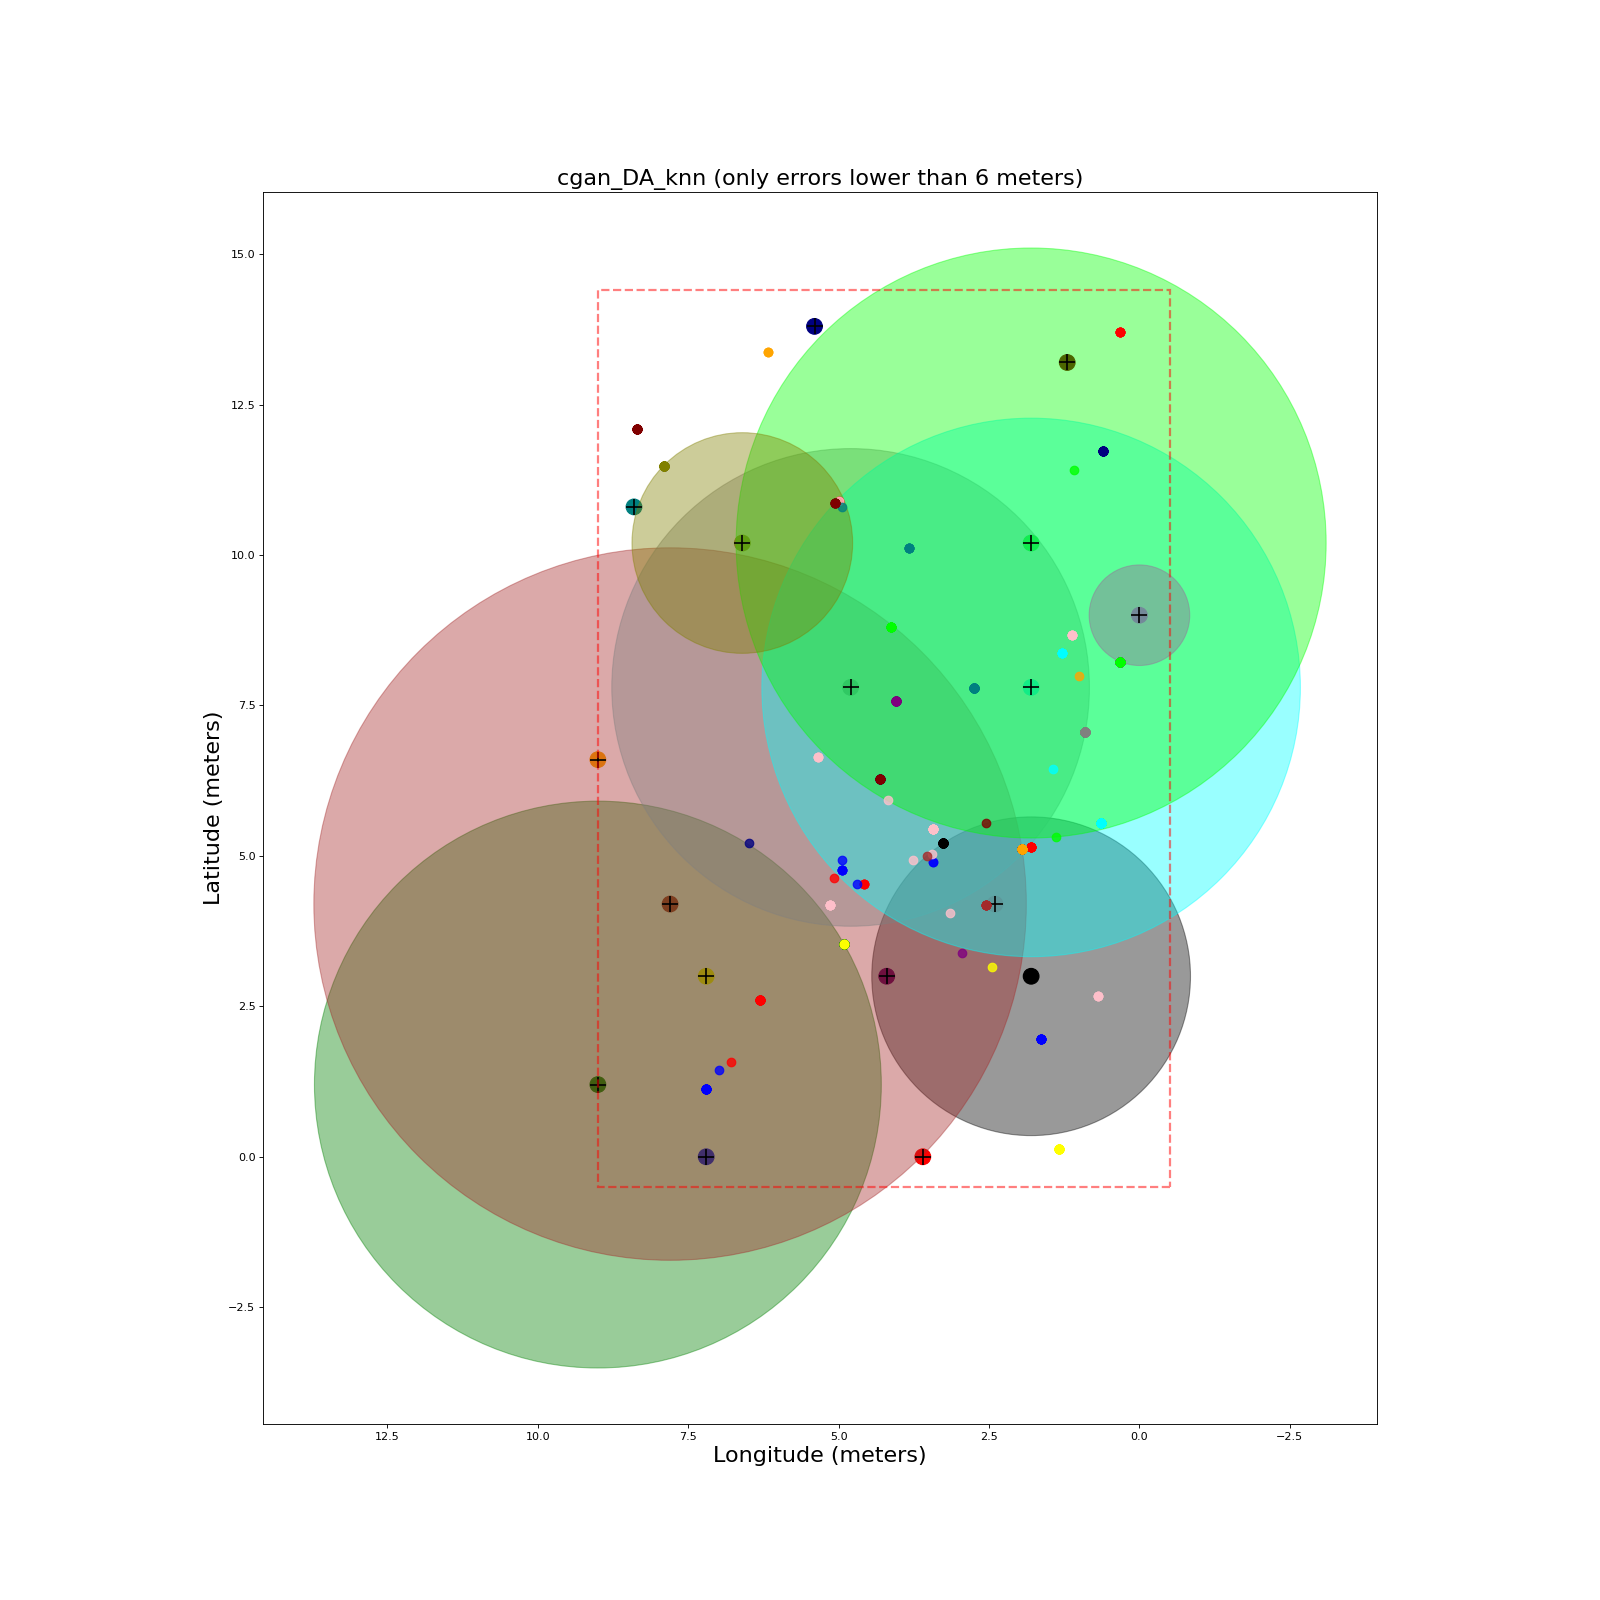 cgan_DA_knn (only errors lower than 6 meters)
15.0
12.5
10.0
7.5
5.0
2.5
0.0
−2.5
Latitude (meters)
12.5 10.0 7.5 5.0 2.5 0.0 −2.5
Longitude (meters)